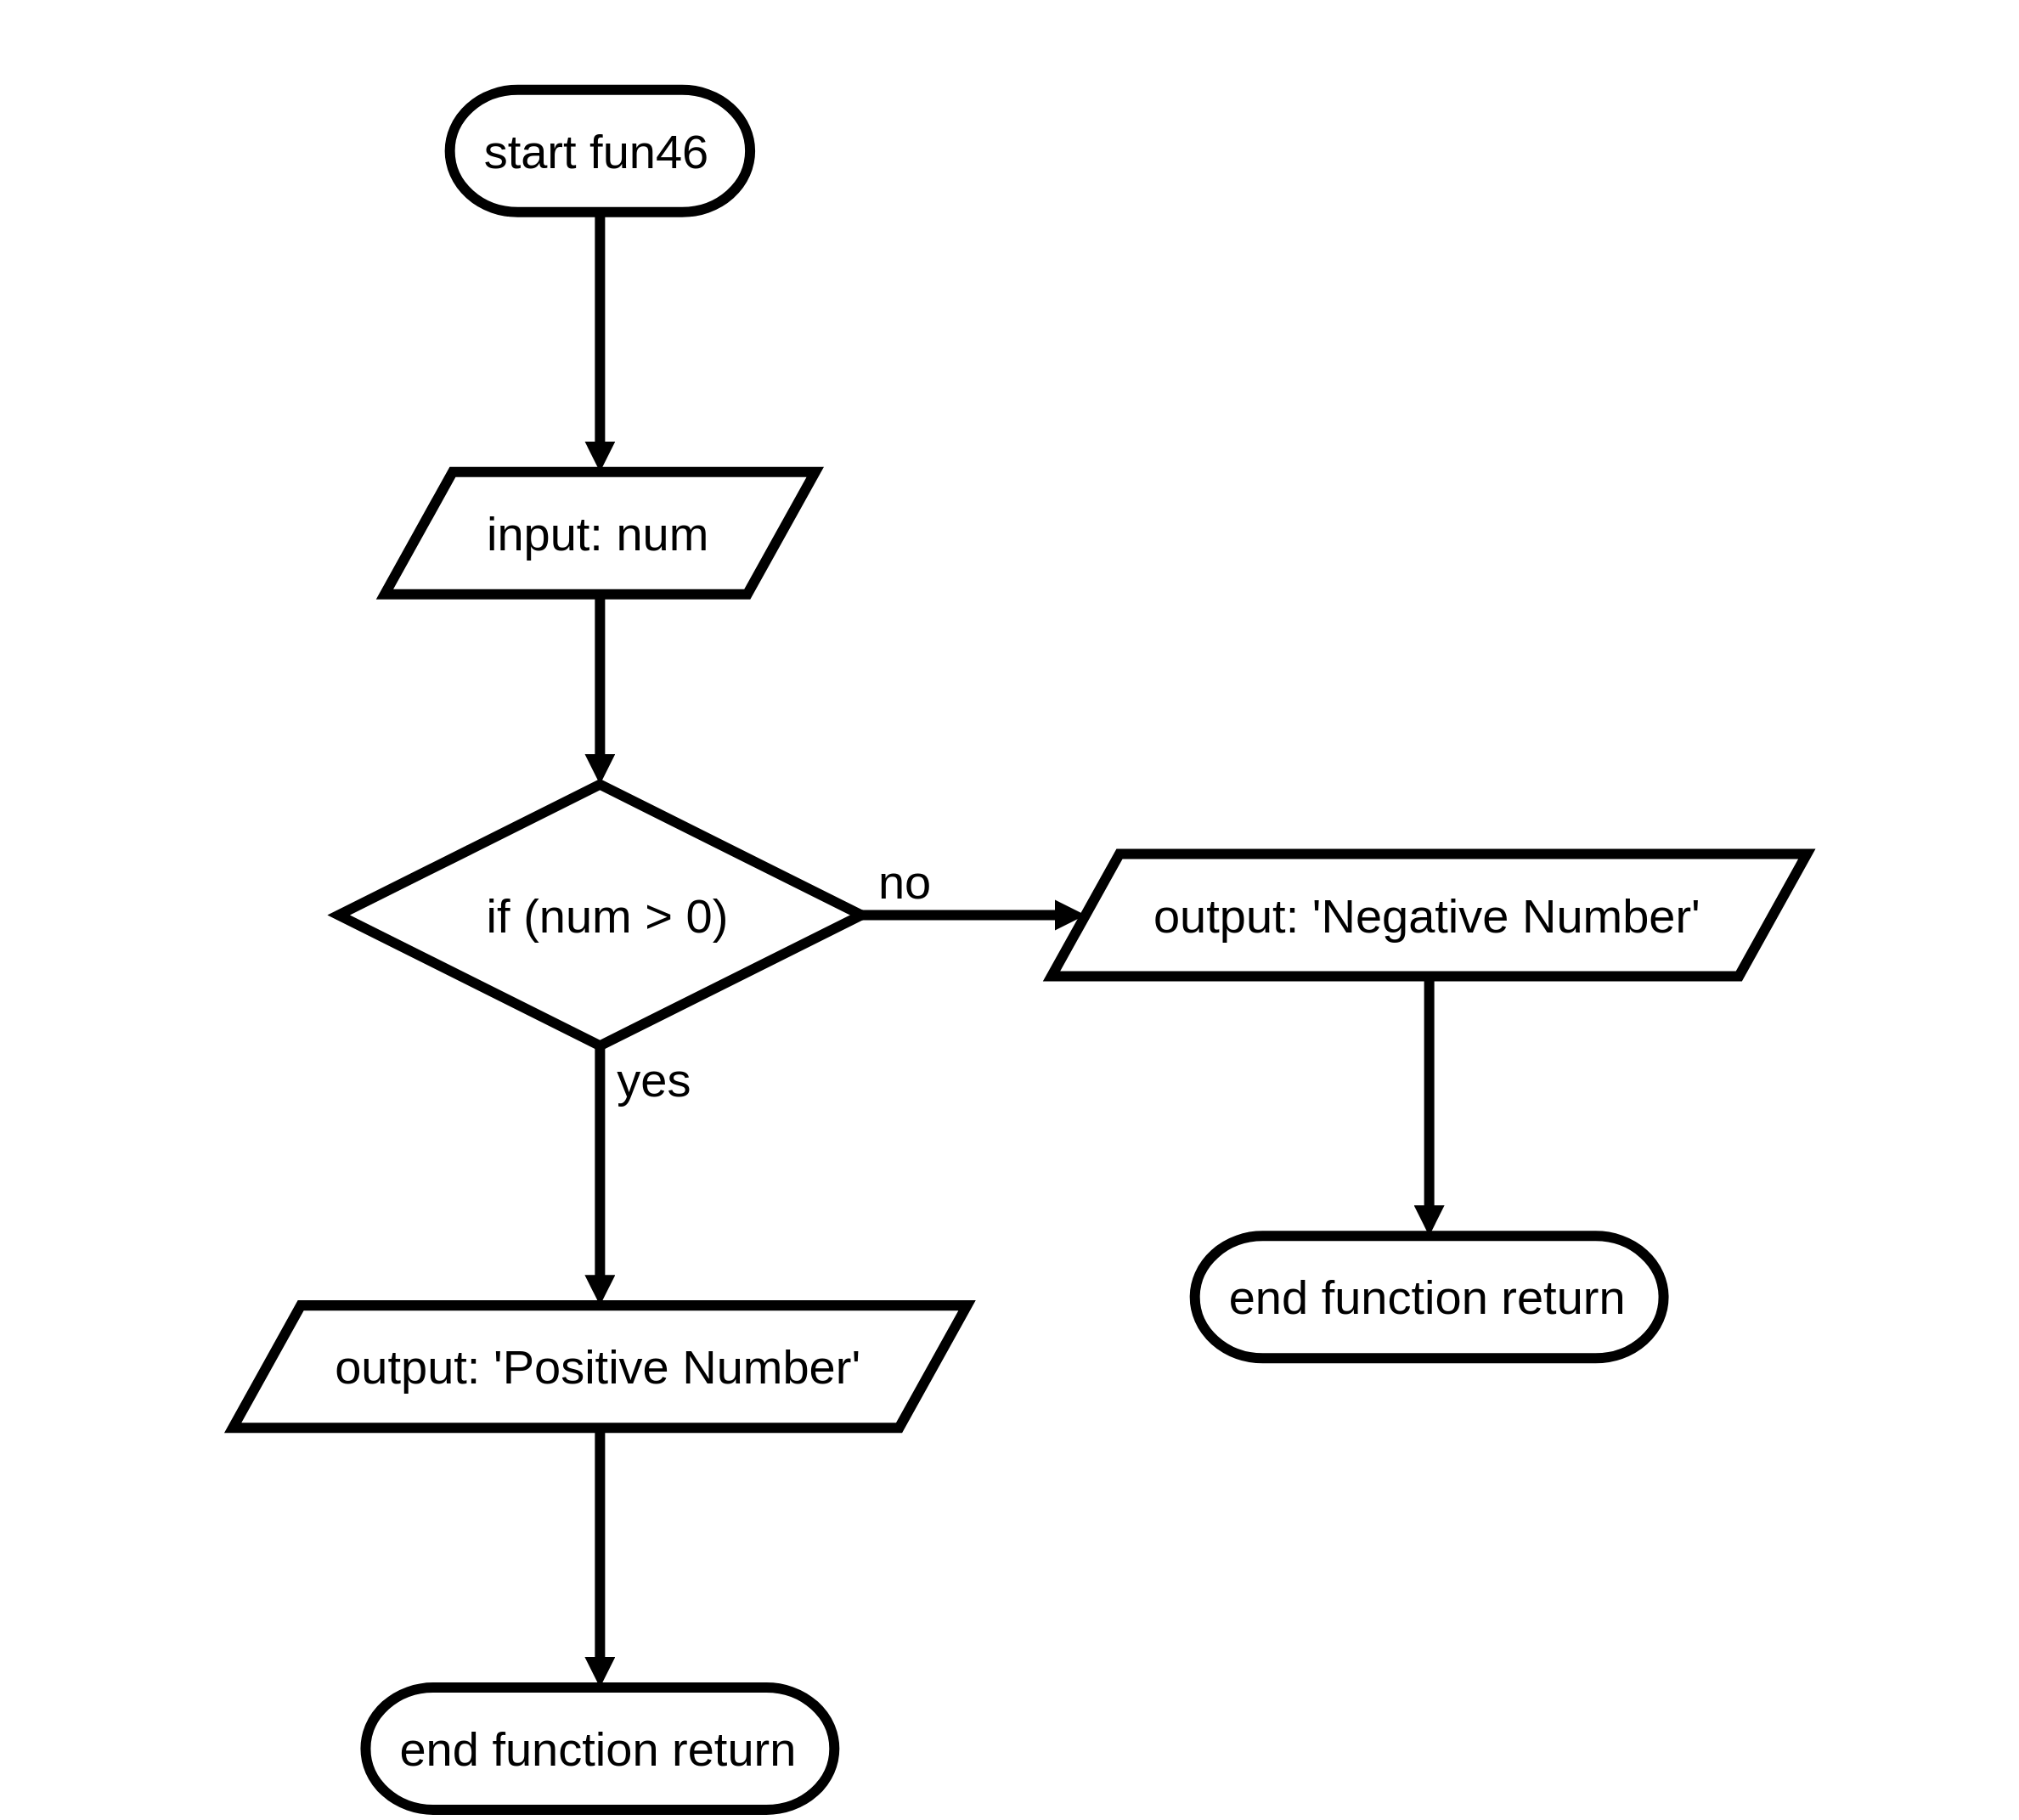 start fun46
input: num
if (num > 0)
no
output: 'Negative Number'
yes
end function return
output: 'Positive Number'
end function return